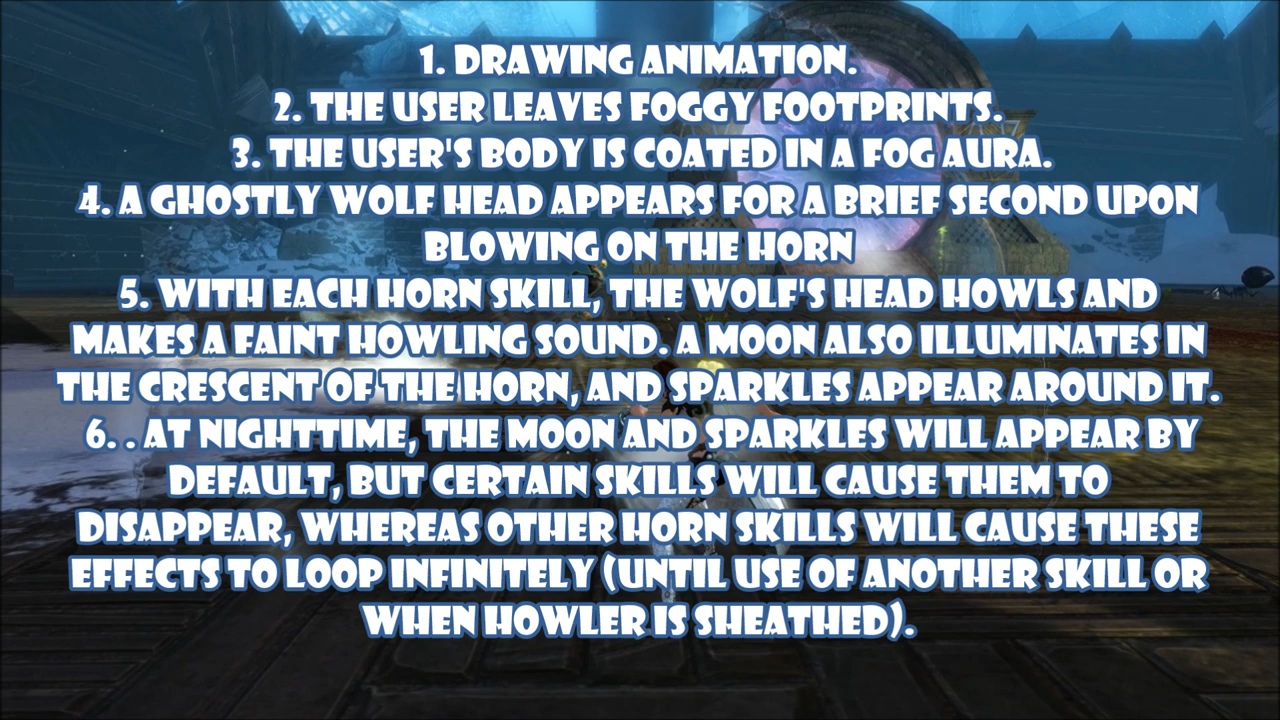 1. DRAWING ANIMATION.
2. THE USER LEAVES FOGGY FOOTPRINTS.
3. THE USER'S BODY IS COATED IN A FOG AURA.
4. A GHOSTLY WOLF HEAD APPEARS FOR A BRIEF SECOND UPON
BLOWING ON THE HORN
5. WITH EACH HORN SKILL, THE WOLF'S HEAD HOWLS AND
MAKES A FAINT HOWLING SOUND. A MOON ALSO ILLUMINATES IN
THE CRESCENT OF THE HORN, AND SPARKLES APPEAR AROUND IT.
6. . AT NIGHTTIME, THE MOON AND SPARKLES WILL APPEAR BY
DEFAULT, BUT CERTAIN SKILLS WILL CAUSE THEM TO
DISAPPEAR, WHEREAS OTHER HORN SKILLS WILL CAUSE THESE
EFFECTS TO LOOP INFINITELY (UNTIL USE OF ANOTHER SKILL OR
WHEN HOWLER IS SHEATHED).